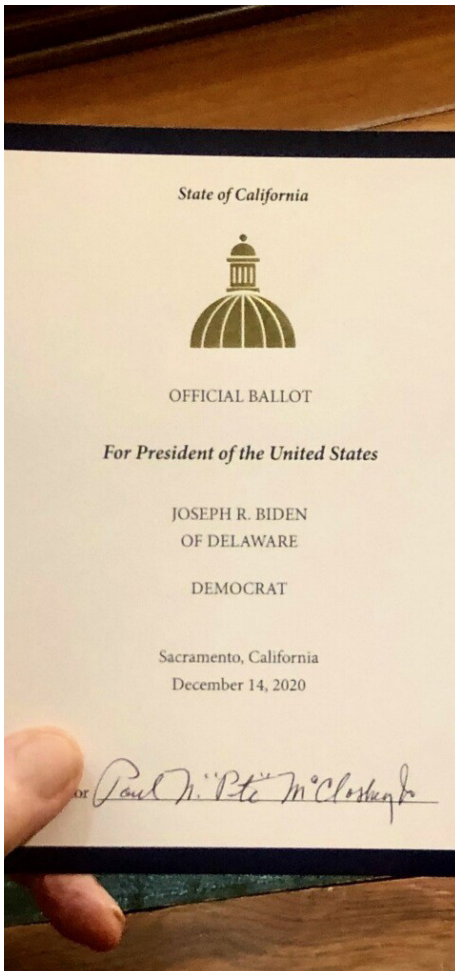 State of California
OFFICIAL BALLOT
For President of the United States
JOSEPH R. BIDEN
OF DELAWARE
DEMOCRAT
Sacramento, California
December 14, 2020
or Paul N. "Pete" McCloskey Jr